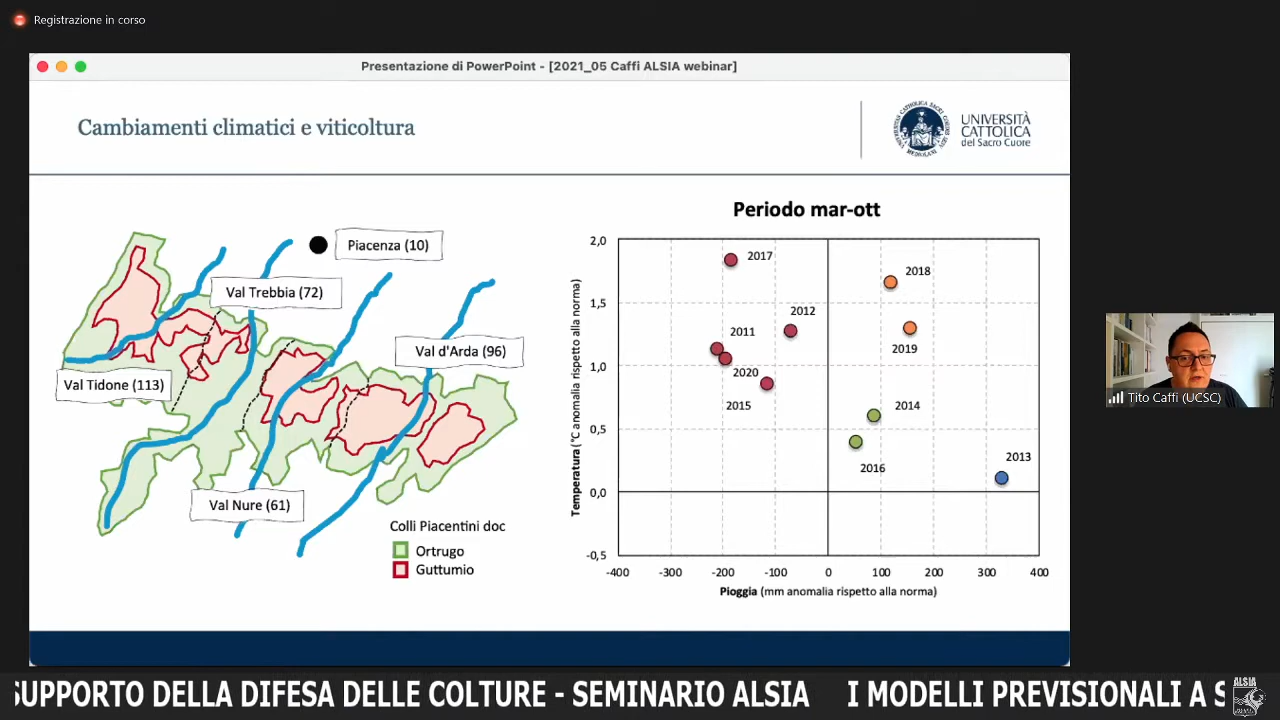 Registrazione in corso
Presentazione di PowerPoint - [2021_05 Caffi ALSIA webinar]
Cambiamenti climatici e viticoltura
UNIVERSITÀ
CATTOLICA
del Sacro Cuore
Piacenza (10)
Val Trebbia (72)
Val d'Arda (96)
Val Tidone (113)
Val Nure (61)
Colli Piacentini doc
Ortrugo
Guttumio
Periodo mar-ott
Temperatura (°C anomalia rispetto alla norma)
2,0
1,5
1,0
0,5
0,0
-0,5
2017
2018
2012
2011
2019
2020
2015
2014
2016
2013
-400 -300 -200 -100 0 100 200 300 400
Pioggia (mm anomalia rispetto alla norma)
Tito Caffi (UCSC)
SUPPORTO DELLA DIFESA DELLE COLTURE - SEMINARIO ALSIA I MODELLI PREVISIONALI A S
ALSIA